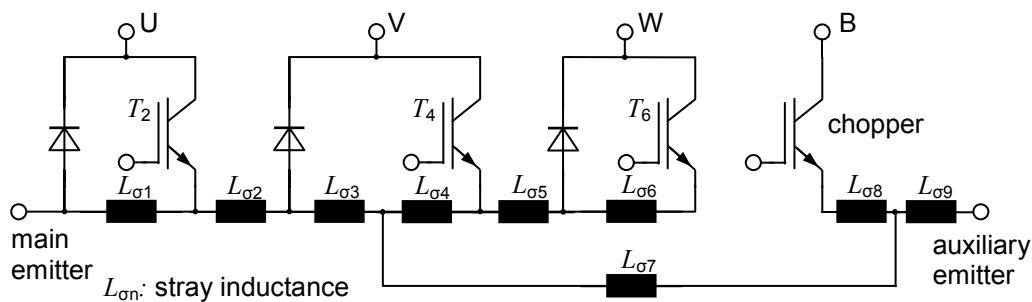 U
V
W
B
T2
T4
T6
chopper
Lσ1
Lσ2
Lσ3
Lσ4
Lσ5
Lσ6
Lσ8
Lσ9
main
emitter
auxiliary
emitter
Lσ7
Lσn: stray inductance